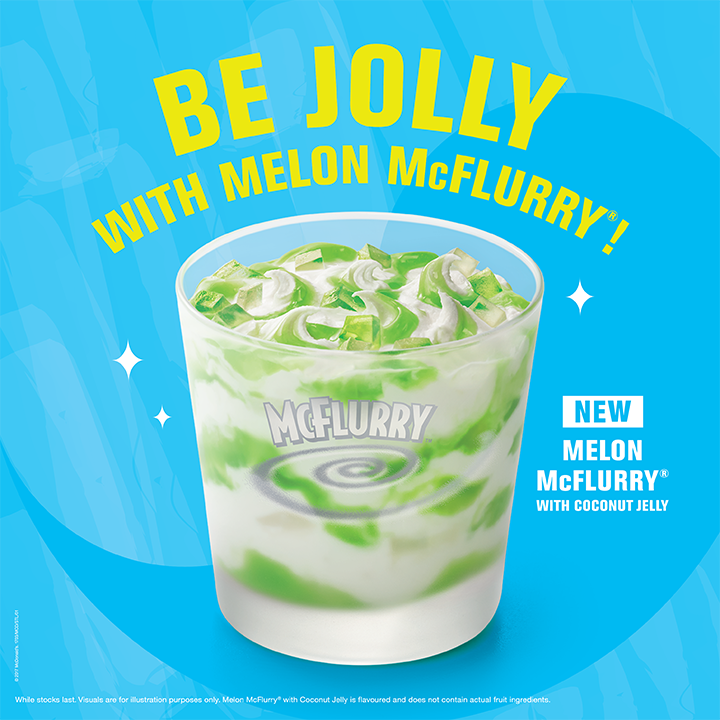 BE JOLLY
WITH MELON McFLURRY®!
McFLURRY
NEW
MELON
McFLURRY®
WITH COCONUT JELLY
While stocks last. Visuals are for illustration purposes only. Melon McFlurry® with Coconut Jelly is flavoured and does not contain actual fruit ingredients.